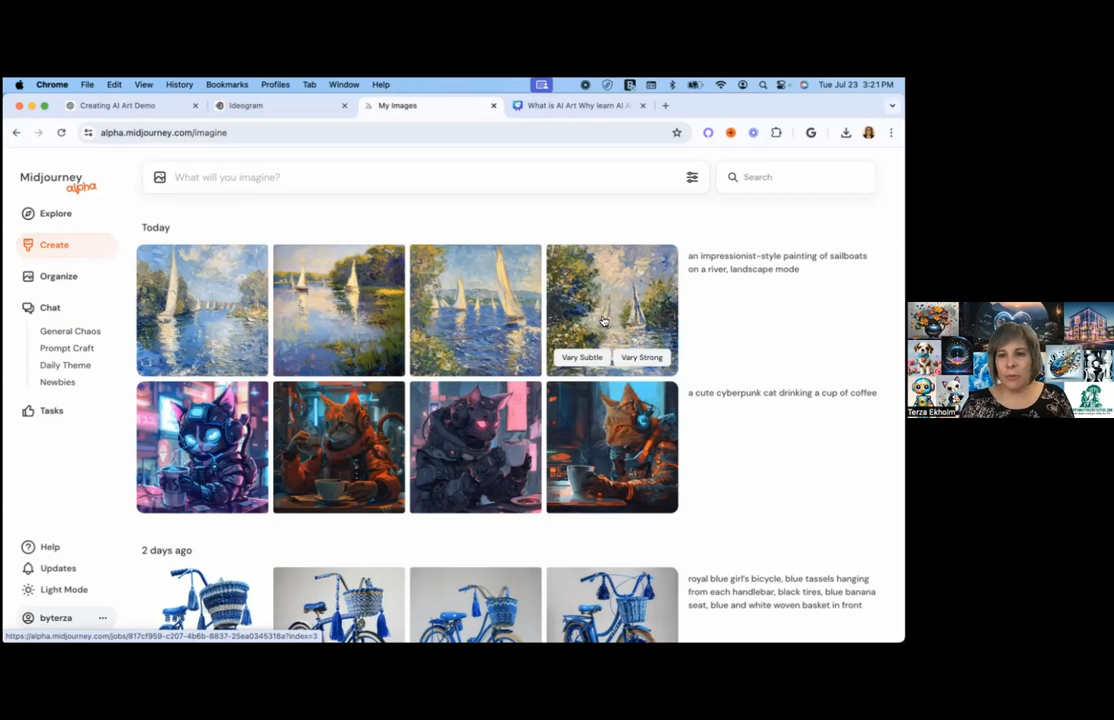 Chrome File Edit View History Bookmarks Profiles Tab Window Help Tue Jul 23 3:21 PM
Creating AI Art Demo Ideogram My Images What is AI Art Why learn AI A
alpha.midjourney.com/imagine
Midjourney
alpha
What will you imagine?
Search
Explore
Create
Organize
Chat
General Chaos
Prompt Craft
Daily Theme
Newbies
Tasks
Today
Vary Subtle Vary Strong
an impressionist-style painting of sailboats
on a river, landscape mode
a cute cyberpunk cat drinking a cup of coffee
2 days ago
royal blue girl's bicycle, blue tassels hanging
from each handlebar, black tires, blue banana
seat, blue and white woven basket in front
Help
Updates
Light Mode
byterza
https://alpha.midjourney.com/jobs/817cf959-c207-4b6b-8837-25ea0345318a?index=3
Terza Ekholm